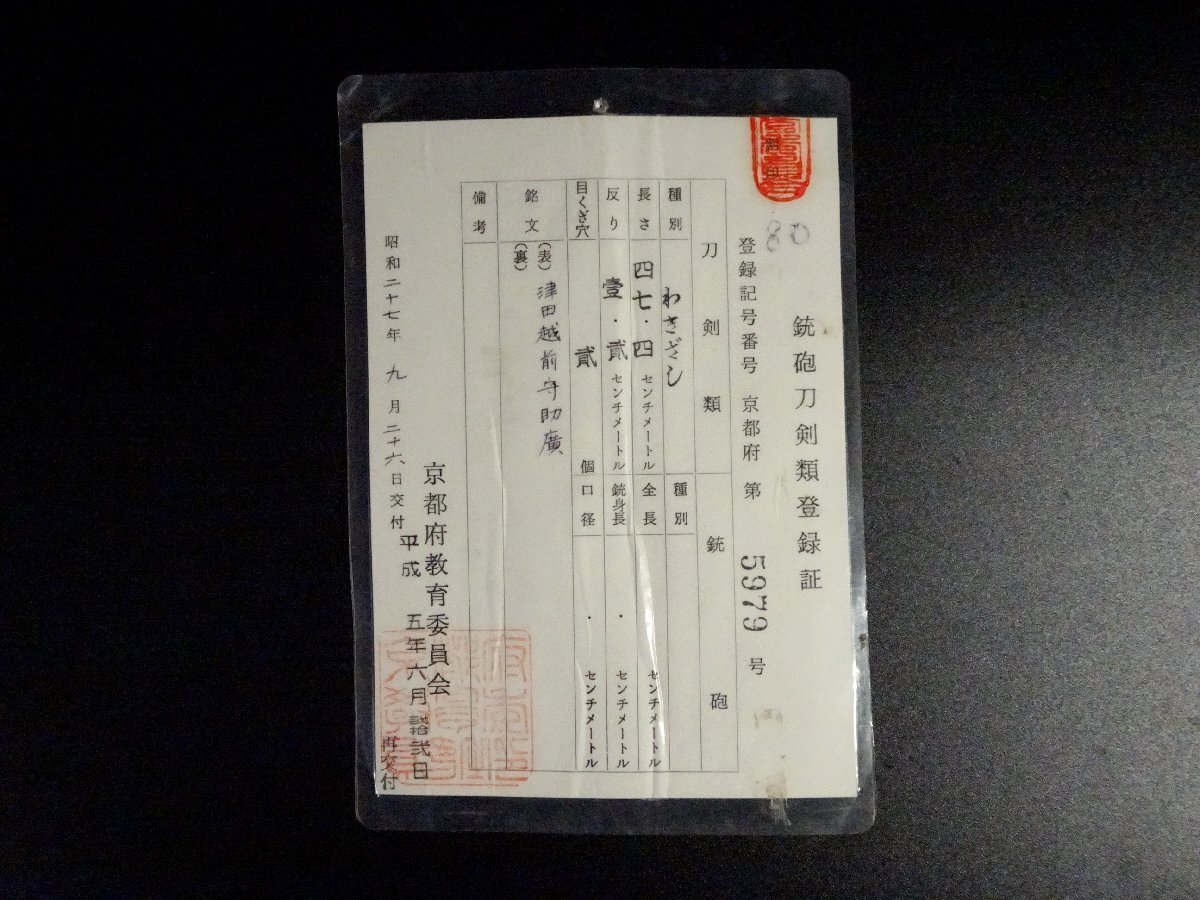 銃砲刀剣類登録証
80
登録記号番号 京都府 第 5979 号
刀剣類
種別 わきざし
長さ 四七・四 センチメートル
反り 壹・貳 センチメートル
目くぎ穴 貳 個
銘文 (表) 津田越前守助廣
(裏)
備考
銃砲
種別
全長 ・ センチメートル
銃身長 ・ センチメートル
口径 ・ センチメートル
昭和二十七年 九月二十六日交付
京都府教育委員会
平成 五年六月 弐日
再交付